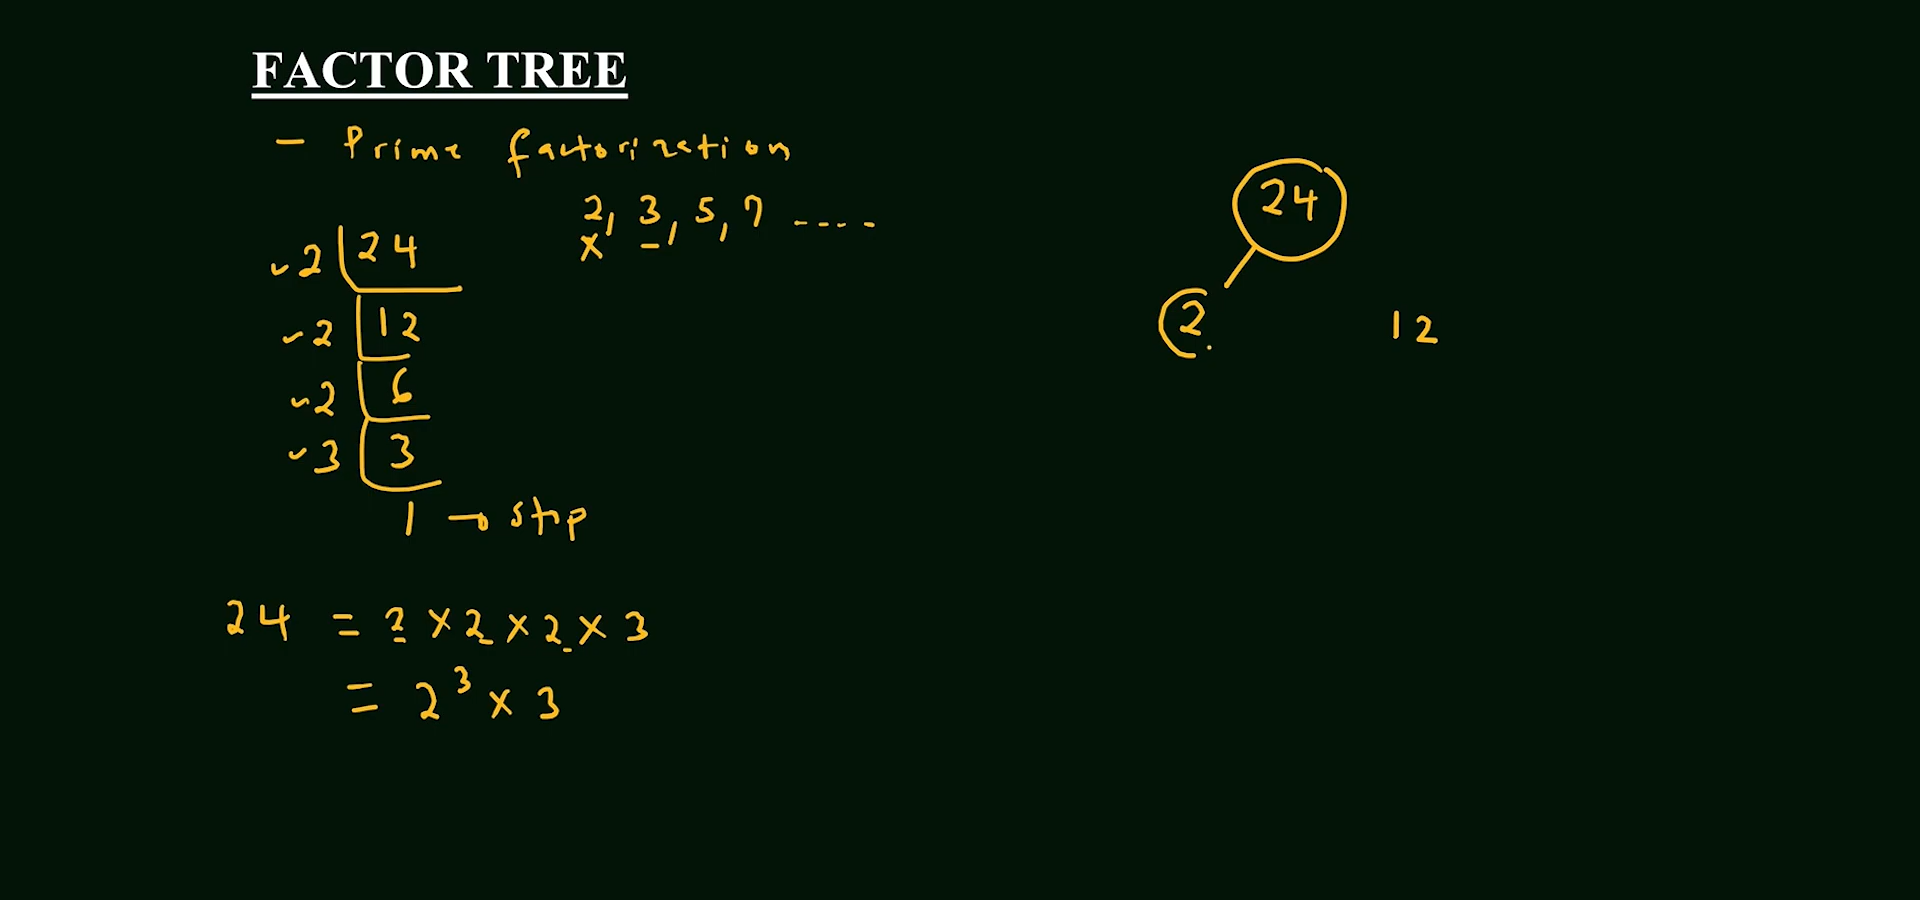 FACTOR TREE
- Prime factorization
2, 3, 5, 7 ....
2 24
2 12
2 6
3 3
1 → stop
24 = 2 × 2 × 2 × 3
= 2³ × 3
24
2 12